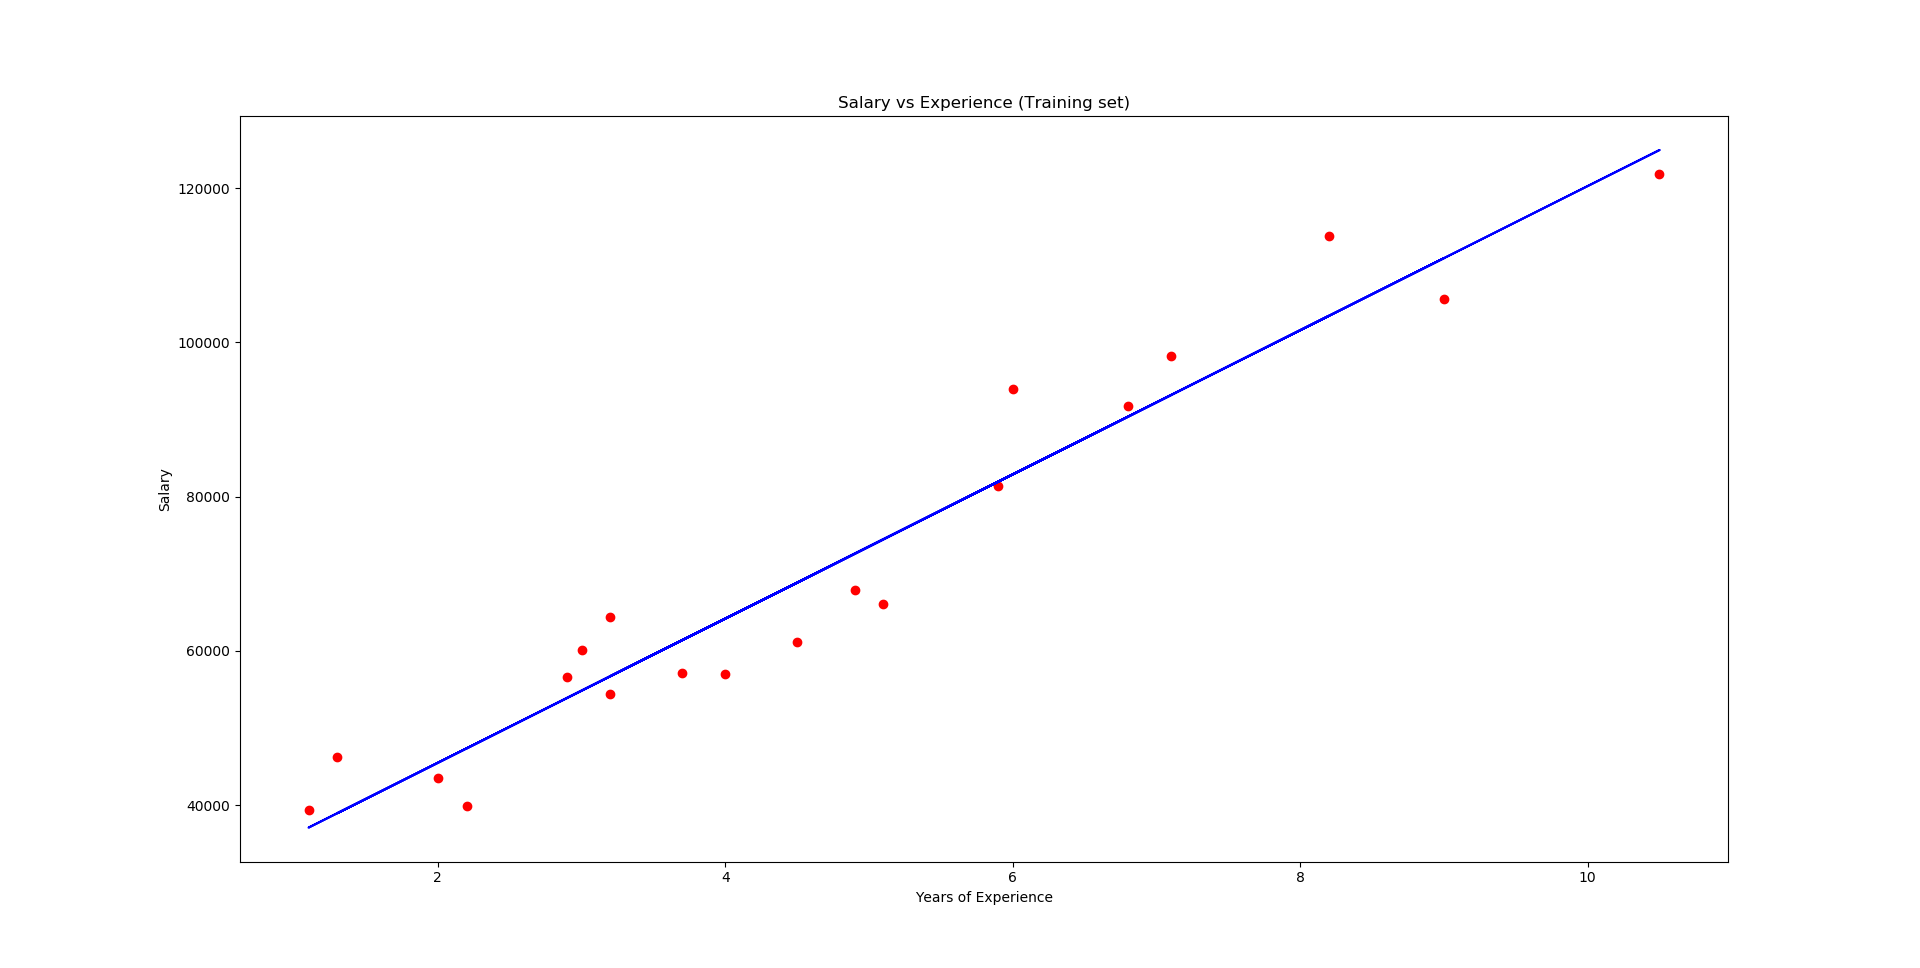 Salary vs Experience (Training set)
120000
100000
80000
60000
40000
Salary
2 4 6 8 10
Years of Experience